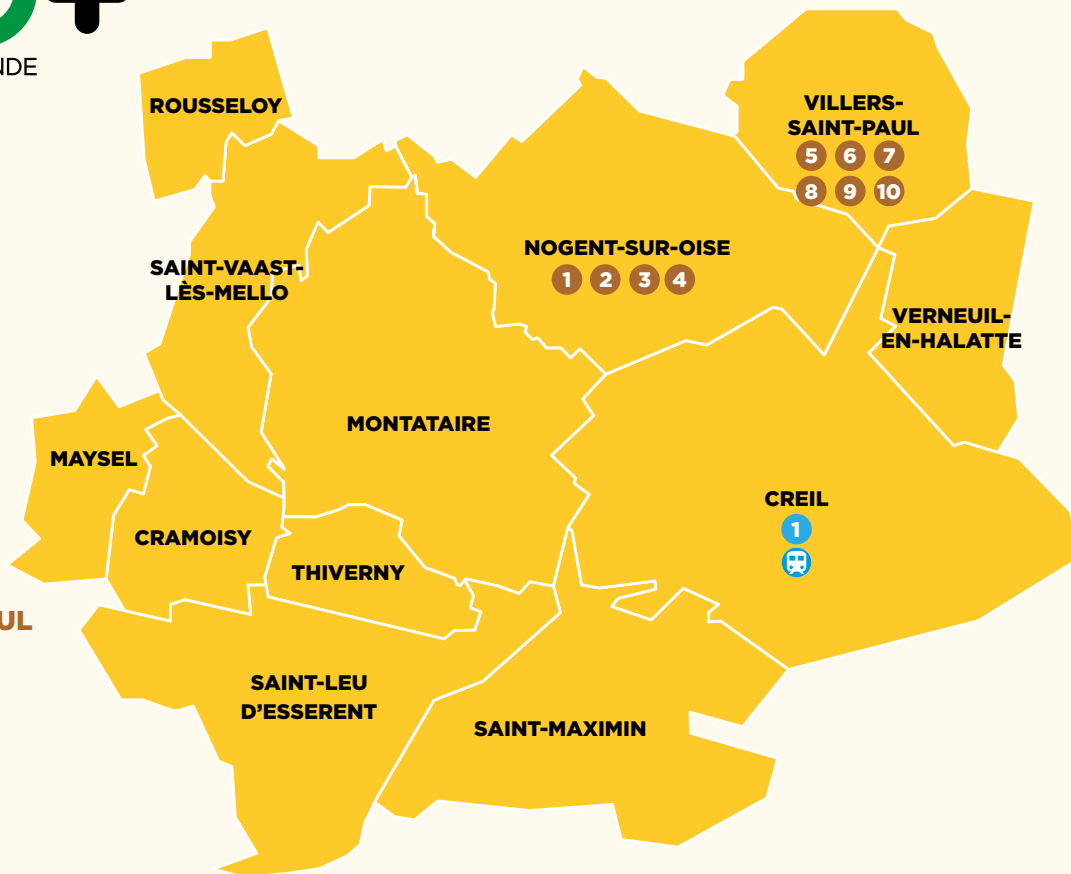 NDE
ROUSSELOY
VILLERS-
SAINT-PAUL
5 6 7
8 9 10
NOGENT-SUR-OISE
1 2 3 4
SAINT-VAAST-
LÈS-MELLO
VERNEUIL-
EN-HALATTE
MONTATAIRE
MAYSEL
CREIL
1
CRAMOISY
THIVERNY
UL
SAINT-LEU
D'ESSERENT
SAINT-MAXIMIN